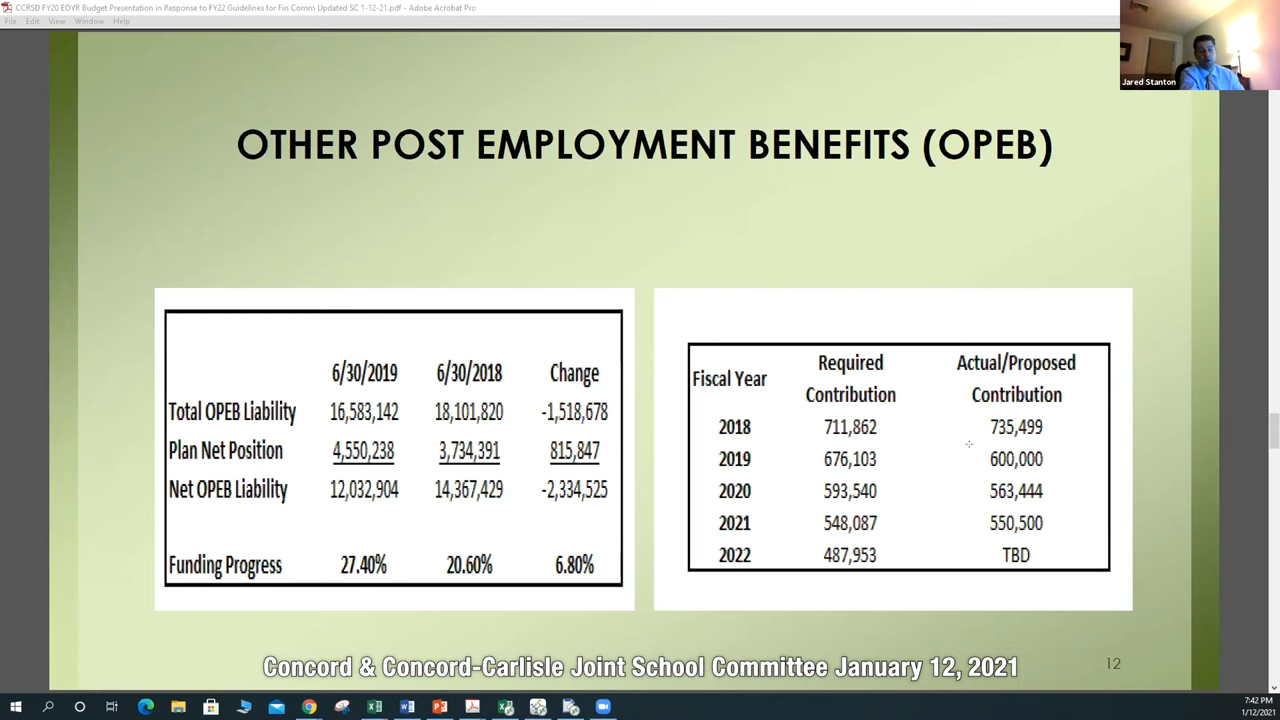 CCRSD FY20 EOYR Budget Presentation in Response to FY22 Guidelines for Fin Comm Updated SC 1-12-21.pdf - Adobe Acrobat Pro
File Edit View Window Help
Jared Stanton
OTHER POST EMPLOYMENT BENEFITS (OPEB)
6/30/2019 6/30/2018 Change
Total OPEB Liability 16,583,142 18,101,820 -1,518,678
Plan Net Position 4,550,238 3,734,391 815,847
Net OPEB Liability 12,032,904 14,367,429 -2,334,525
Funding Progress 27.40% 20.60% 6.80%
Fiscal Year Required Contribution Actual/Proposed Contribution
2018 711,862 735,499
2019 676,103 600,000
2020 593,540 563,444
2021 548,087 550,500
2022 487,953 TBD
Concord & Concord-Carlisle Joint School Committee January 12, 2021
12
7:42 PM
1/12/2021